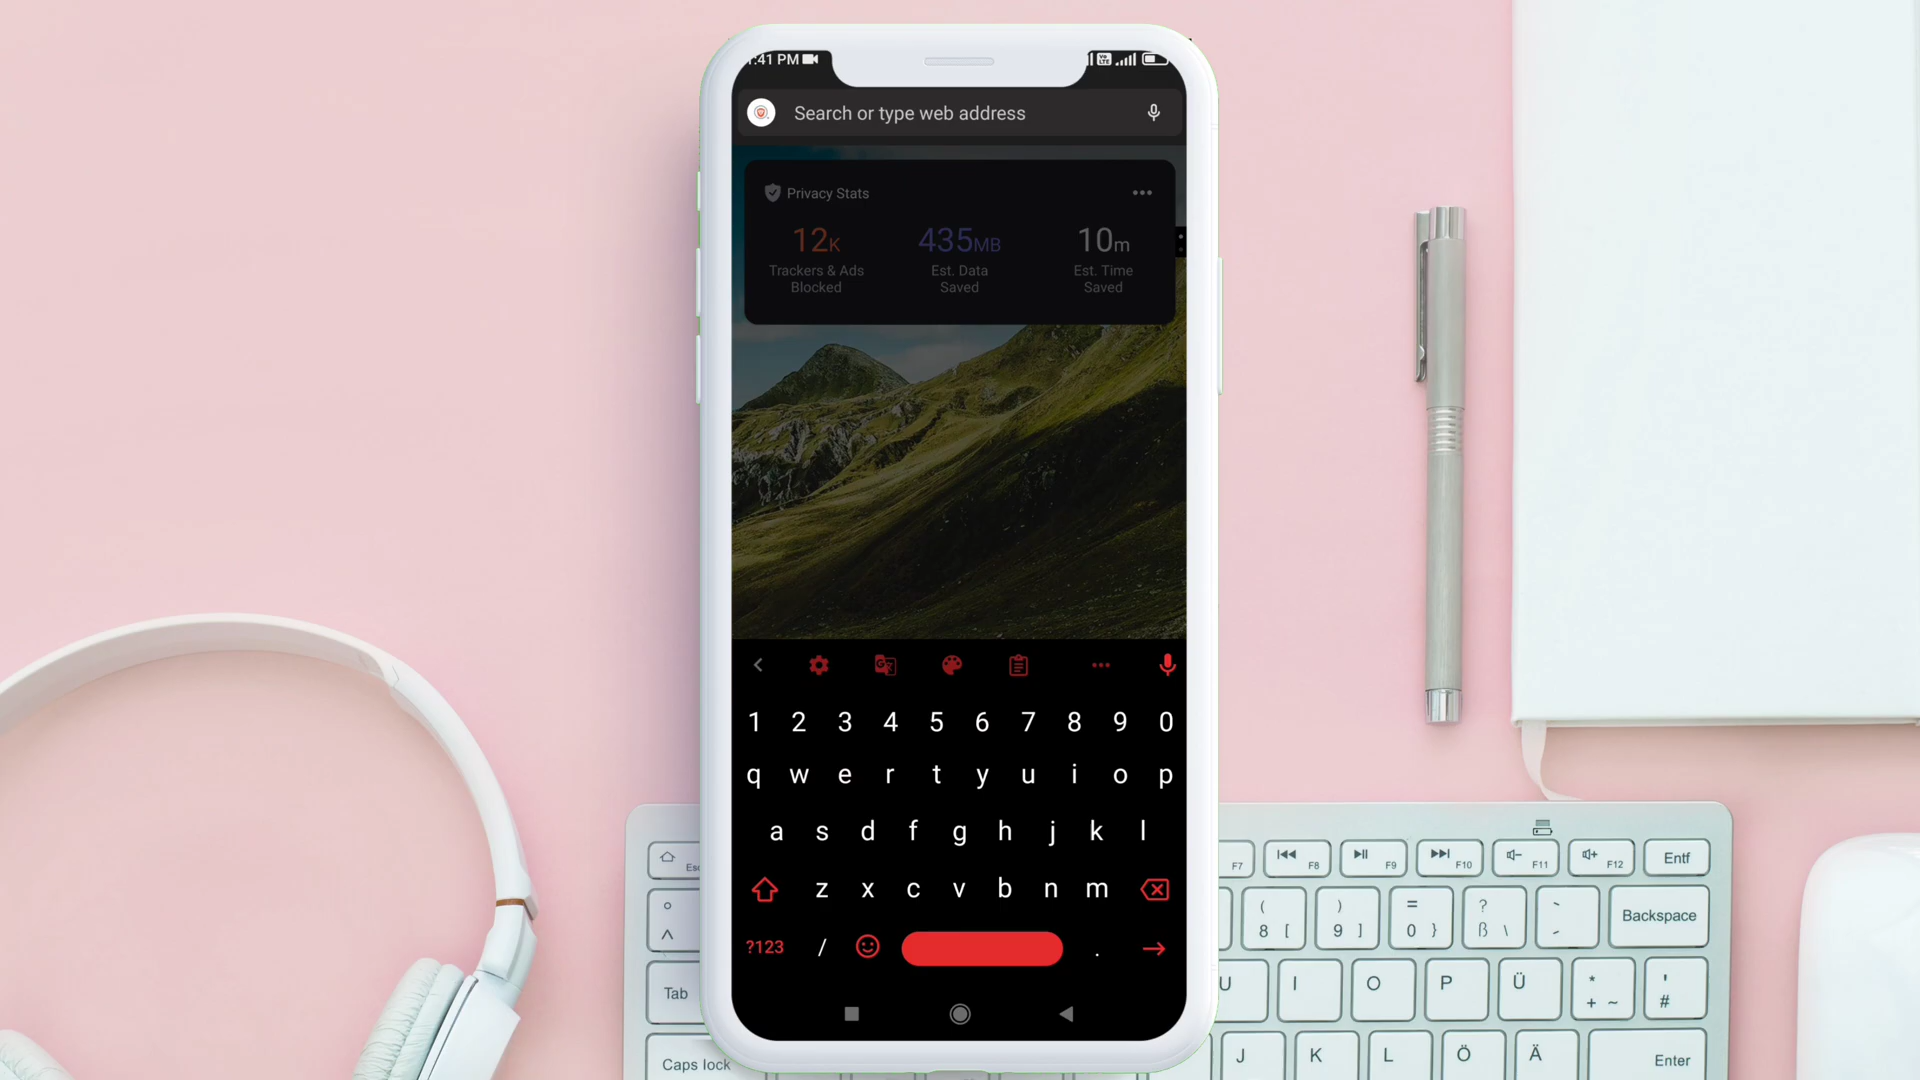 :41 PM
Search or type web address
Privacy Stats
12K 435MB 10m
Trackers & Ads Est. Data Est. Time
Blocked Saved Saved
1 2 3 4 5 6 7 8 9 0
q w e r t y u i o p
a s d f g h j k l
z x c v b n m
?123 / .
F7 F8 F9 F10 F11 F12 Entf
( ) = ? `
8 [ 9 ] 0 } ß \ ´ Backspace
Tab U I O P Ü * + ~ ' #
Caps lock J K L Ö Ä Enter